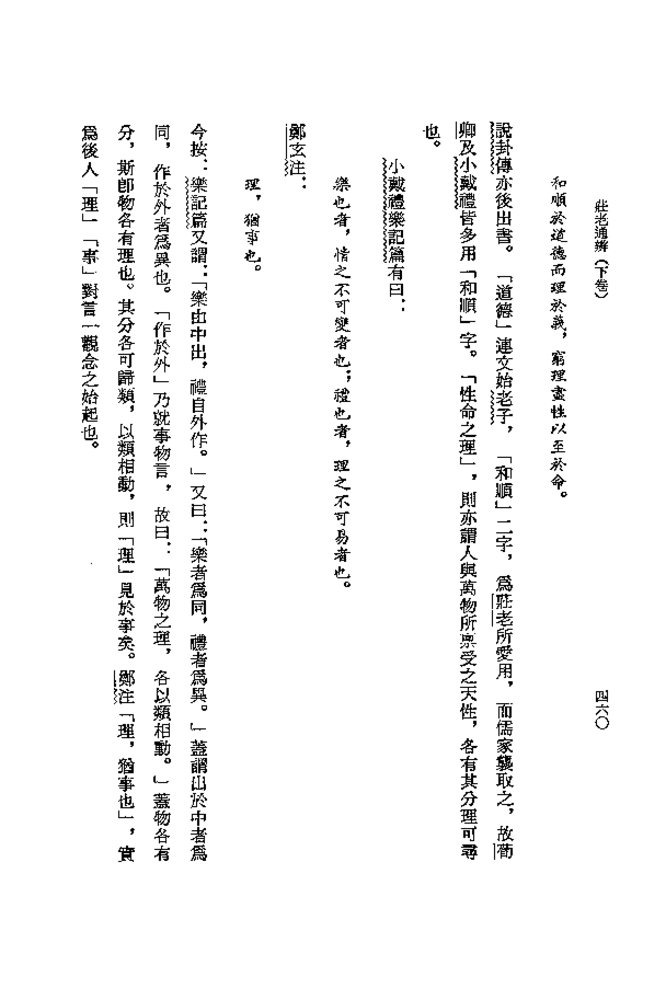 莊老通辨（下卷）
四六〇
和順於道德而理於義，窮理盡性以至於命。
說卦傳亦後出書。「道德」連文始老子，「和順」二字，爲莊老所愛用，而儒家襲取之，故荀
卿及小戴禮皆多用「和順」字。「性命之理」，則亦謂人與萬物所禀受之天性，各有其分理可尋
也。
小戴禮樂記篇有曰：
樂也者，情之不可變者也；禮也者，理之不可易者也。
鄭玄注：
理，猶事也。
今按：樂記篇又謂：「樂由中出，禮自外作。」又曰：「樂者爲同，禮者爲異。」蓋謂出於中者爲
同，作於外者爲異也。「作於外」乃就事物言，故曰：「萬物之理，各以類相動。」蓋物各有
分，斯卽物各有理也。其分各可歸類，以類相動，則「理」見於事矣。鄭注「理，猶事也」，實
爲後人「理」「事」對言一觀念之始起也。